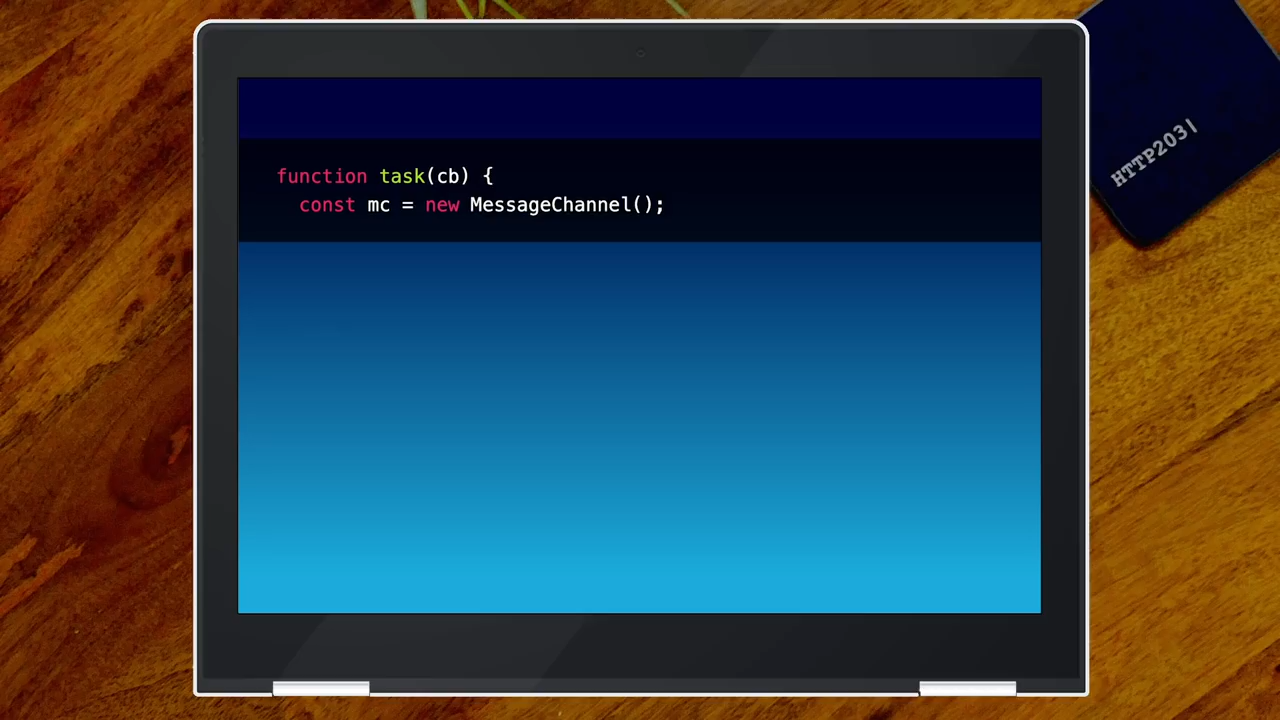 function task(cb) {
const mc = new MessageChannel();
HTTP203|